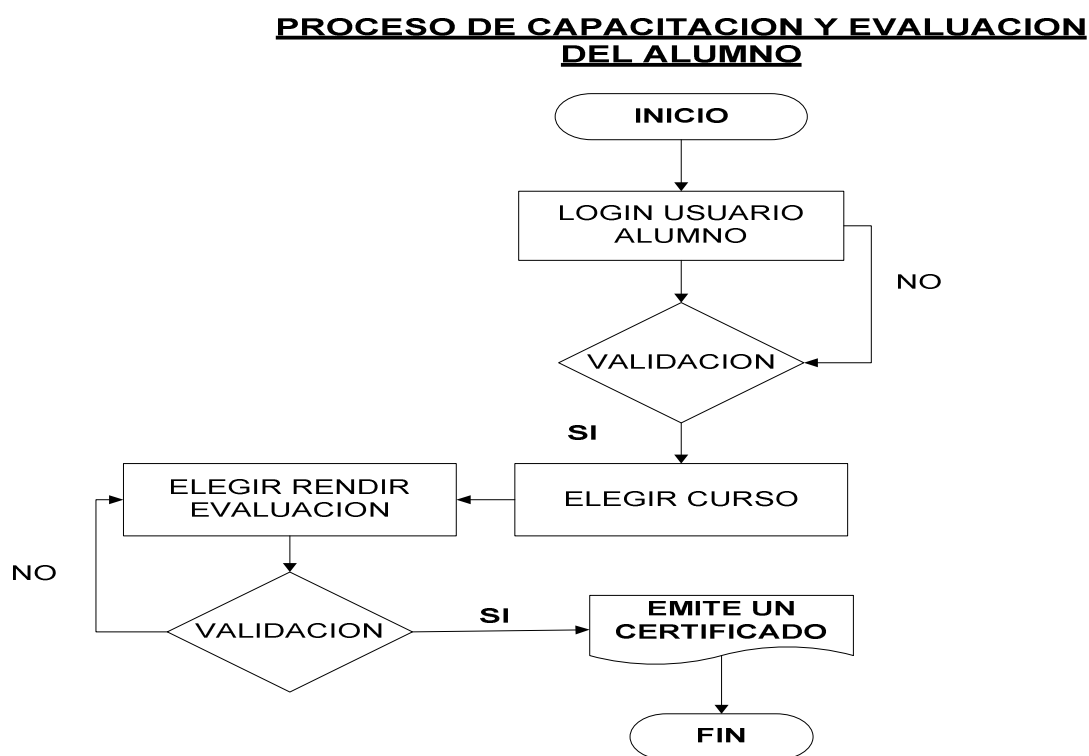 PROCESO DE CAPACITACION Y EVALUACION
DEL ALUMNO
INICIO
LOGIN USUARIO
ALUMNO
NO
VALIDACION
SI
ELEGIR CURSO
ELEGIR RENDIR
EVALUACION
NO
VALIDACION
SI
EMITE UN
CERTIFICADO
FIN